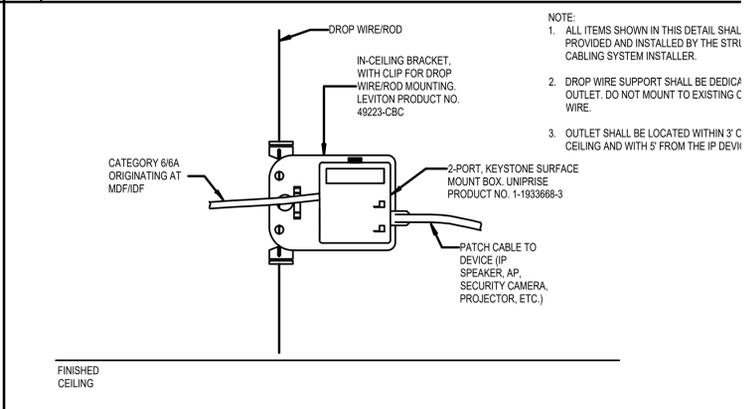 DROP WIRE/ROD
IN-CEILING BRACKET,
WITH CLIP FOR DROP
WIRE/ROD MOUNTING.
LEVITON PRODUCT NO.
49223-CBC
CATEGORY 6/6A
ORIGINATING AT
MDF/IDF
2-PORT, KEYSTONE SURFACE
MOUNT BOX. UNIPRISE
PRODUCT NO. 1-1933668-3
PATCH CABLE TO
DEVICE (IP
SPEAKER, AP,
SECURITY CAMERA,
PROJECTOR, ETC.)
FINISHED
CEILING
NOTE:
1. ALL ITEMS SHOWN IN THIS DETAIL SHAL
PROVIDED AND INSTALLED BY THE STRU
CABLING SYSTEM INSTALLER.
2. DROP WIRE SUPPORT SHALL BE DEDICA
OUTLET. DO NOT MOUNT TO EXISTING C
WIRE.
3. OUTLET SHALL BE LOCATED WITHIN 3' O
CEILING AND WITH 5' FROM THE IP DEVI